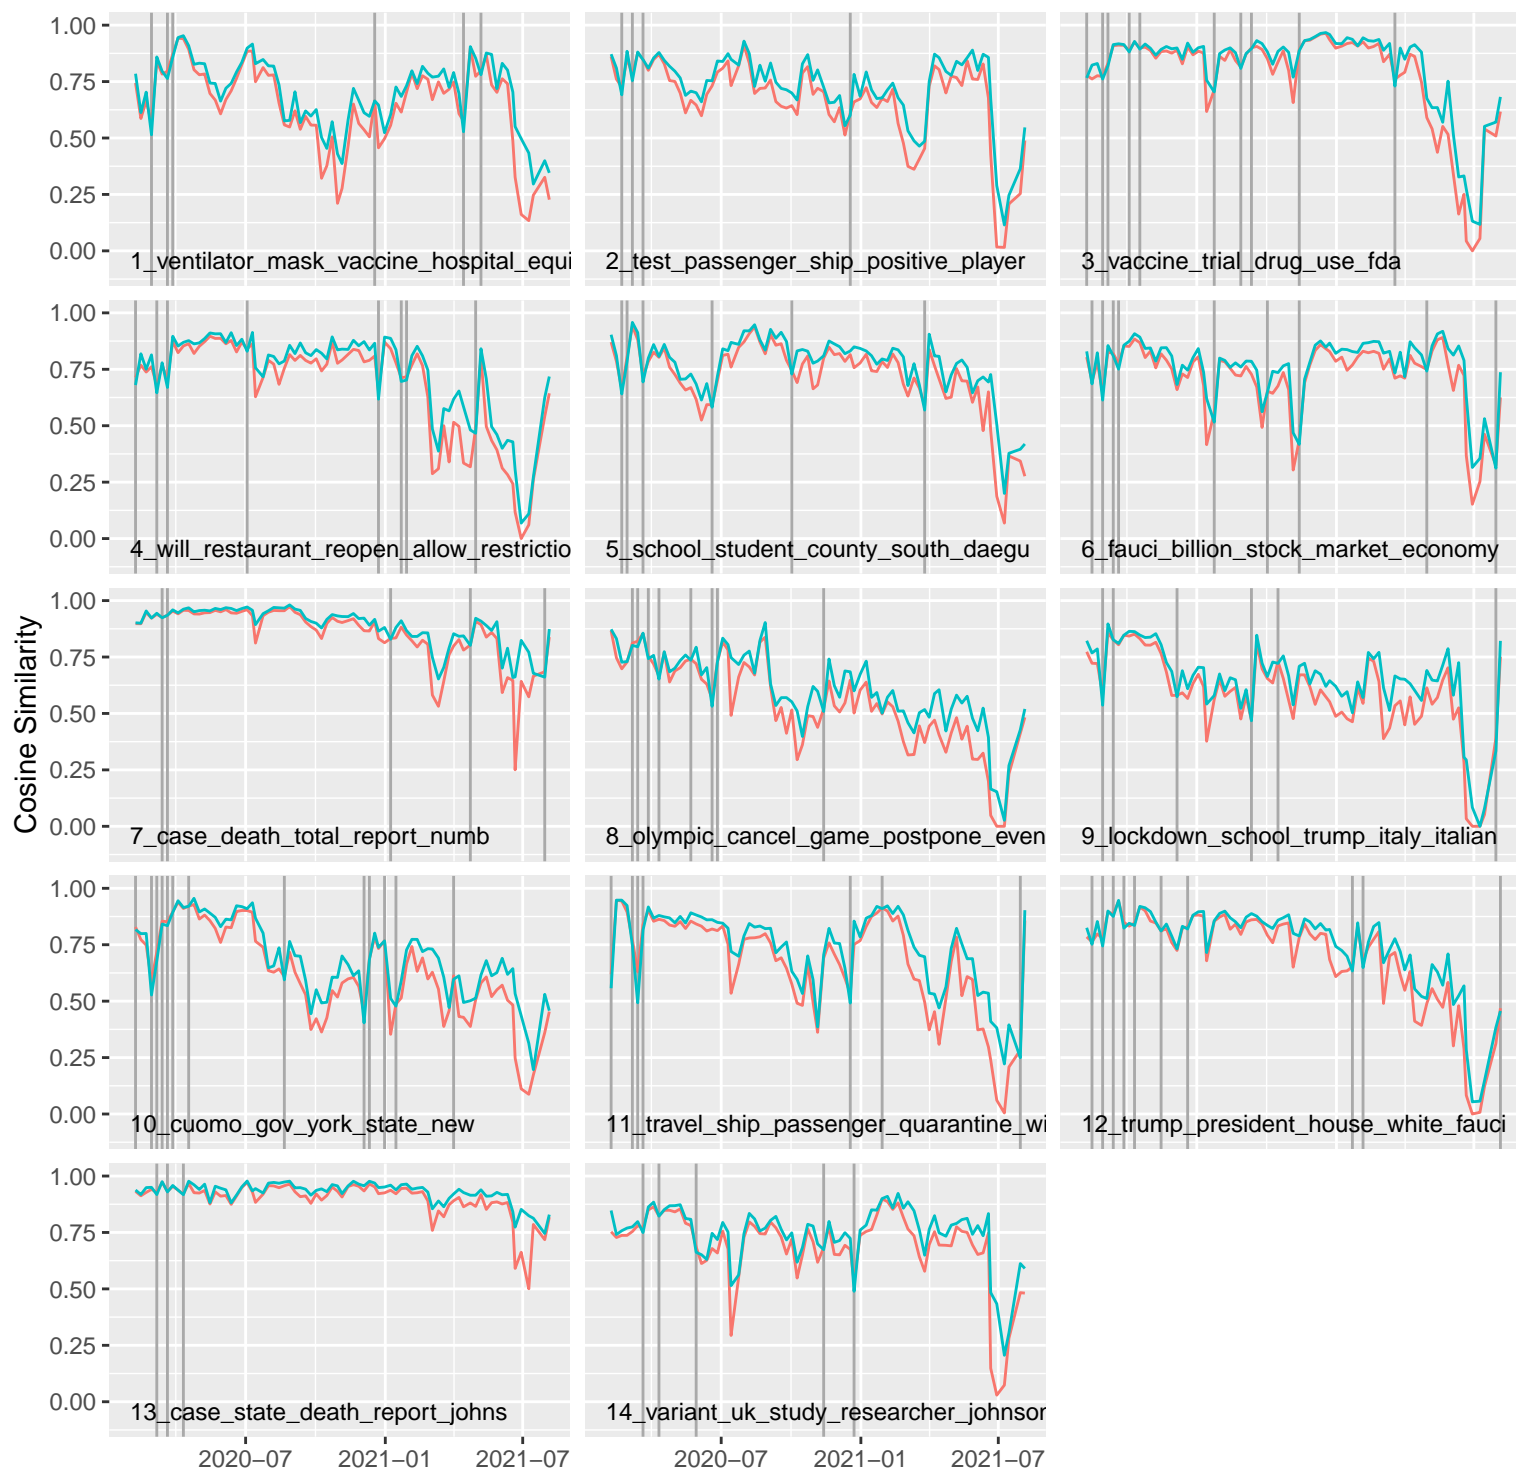 Cosine Similarity
1.00
0.75
0.50
0.25
0.00
1_ventilator_mask_vaccine_hospital_equi
2_test_passenger_ship_positive_player
3_vaccine_trial_drug_use_fda
1.00
0.75
0.50
0.25
0.00
4_will_restaurant_reopen_allow_restrictio
5_school_student_county_south_daegu
6_fauci_billion_stock_market_economy
1.00
0.75
0.50
0.25
0.00
7_case_death_total_report_numb
8_olympic_cancel_game_postpone_even
9_lockdown_school_trump_italy_italian
1.00
0.75
0.50
0.25
0.00
10_cuomo_gov_york_state_new
11_travel_ship_passenger_quarantine_wi
12_trump_president_house_white_fauci
1.00
0.75
0.50
0.25
0.00
13_case_state_death_report_johns
14_variant_uk_study_researcher_johnson
2020−07 2021−01 2021−07 2020−07 2021−01 2021−07